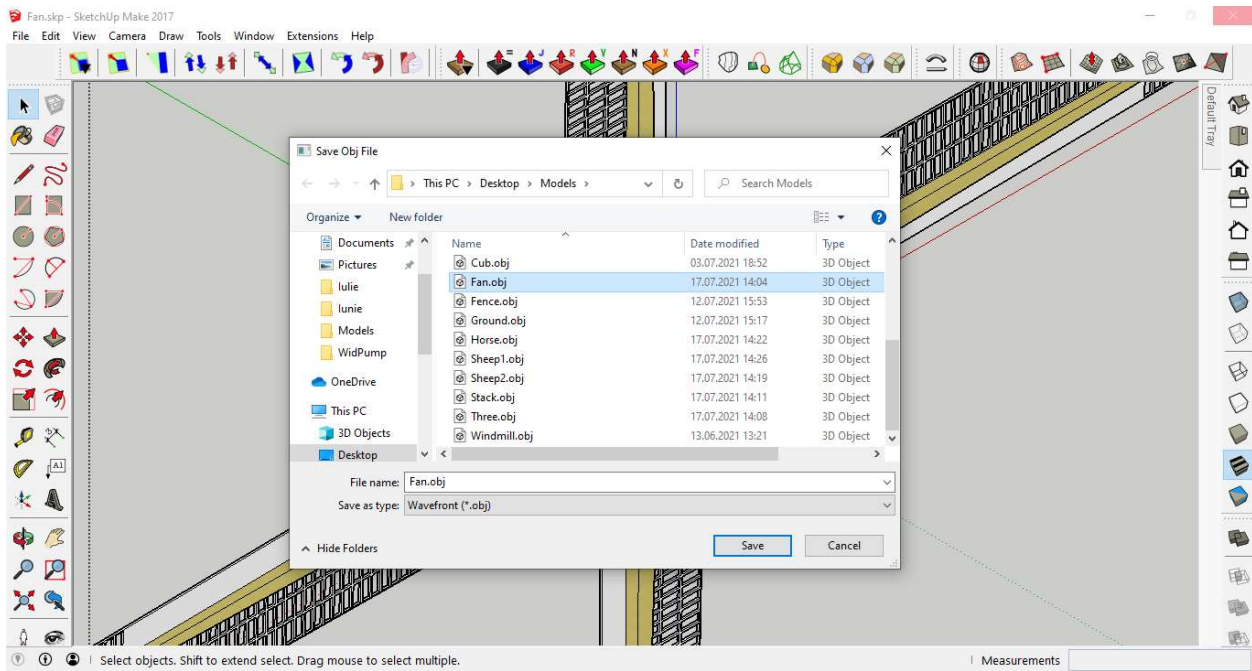 Fan.skp - SketchUp Make 2017
File Edit View Camera Draw Tools Window Extensions Help
= J R V N X F
Default Tray
Save Obj File
This PC > Desktop > Models >
Search Models
Organize
New folder
Documents
Pictures
Iulie
Iunie
Models
WidPump
OneDrive
This PC
3D Objects
Desktop
Name Date modified Type
Cub.obj 03.07.2021 18:52 3D Object
Fan.obj 17.07.2021 14:04 3D Object
Fence.obj 12.07.2021 15:53 3D Object
Ground.obj 12.07.2021 15:17 3D Object
Horse.obj 17.07.2021 14:22 3D Object
Sheep1.obj 17.07.2021 14:26 3D Object
Sheep2.obj 17.07.2021 14:19 3D Object
Stack.obj 17.07.2021 14:11 3D Object
Three.obj 17.07.2021 14:08 3D Object
Windmill.obj 13.06.2021 13:21 3D Object
File name: Fan.obj
Save as type: Wavefront (*.obj)
Hide Folders
Save
Cancel
A1
Select objects. Shift to extend select. Drag mouse to select multiple.
Measurements